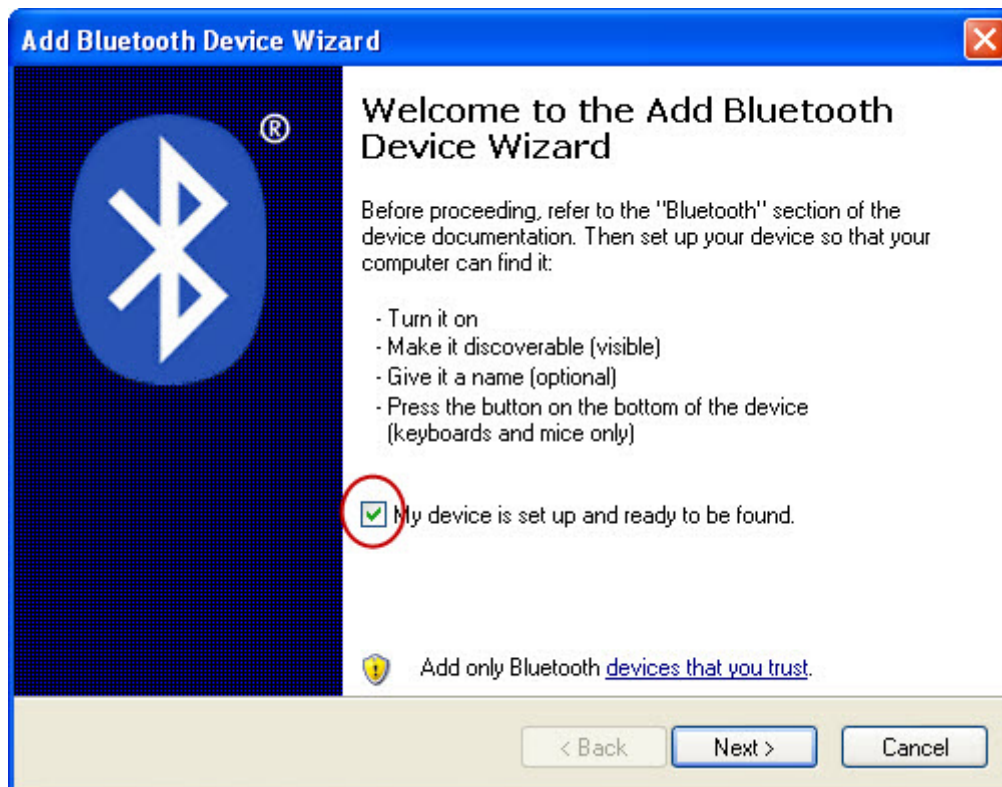 Add Bluetooth Device Wizard
®
Welcome to the Add Bluetooth
Device Wizard
Before proceeding, refer to the "Bluetooth" section of the
device documentation. Then set up your device so that your
computer can find it:
- Turn it on
- Make it discoverable (visible)
- Give it a name (optional)
- Press the button on the bottom of the device
(keyboards and mice only)
My device is set up and ready to be found.
Add only Bluetooth devices that you trust.
< Back Next > Cancel